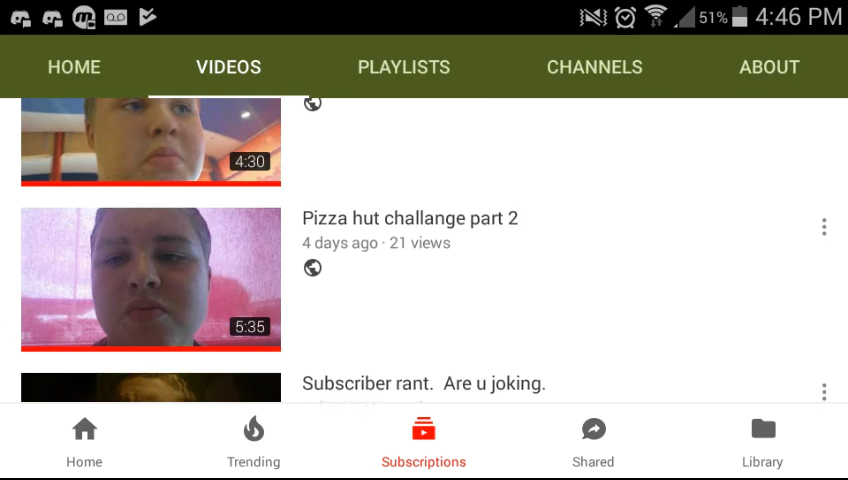 51% 4:46 PM
HOME VIDEOS PLAYLISTS CHANNELS ABOUT
4:30
Pizza hut challange part 2
4 days ago · 21 views
5:35
Subscriber rant.  Are u joking.
Home Trending Subscriptions Shared Library